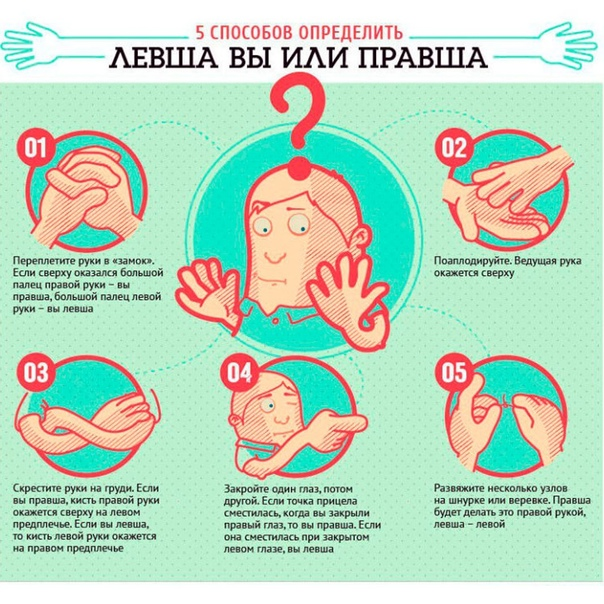 5 СПОСОБОВ ОПРЕДЕЛИТЬ
ЛЕВША ВЫ ИЛИ ПРАВША
?
01
Переплетите руки в «замок».
Если сверху оказался большой
палец правой руки – вы
правша, большой палец левой
руки – вы левша
02
Поаплодируйте. Ведущая рука
окажется сверху
03
Скрестите руки на груди. Если
вы правша, кисть правой руки
окажется сверху на левом
предплечье. Если вы левша,
то кисть левой руки окажется
на правом предплечье
04
Закройте один глаз, потом
другой. Если точка прицела
сместилась, когда вы закрыли
правый глаз, то вы правша. Если
она сместилась при закрытом
левом глазе, вы левша
05
Развяжите несколько узлов
на шнурке или веревке. Правша
будет делать это правой рукой,
левша – левой